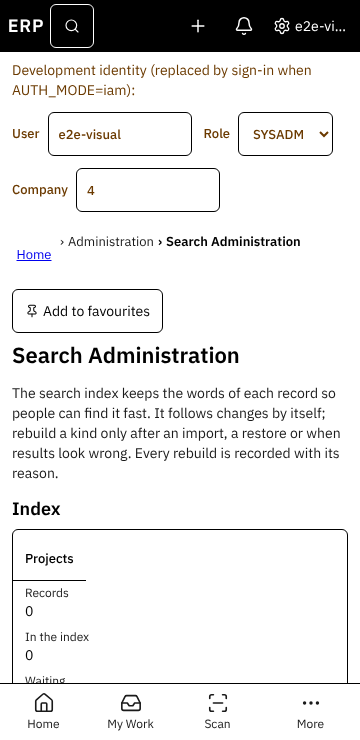 ERP
e2e-vi...
Development identity (replaced by sign-in when
AUTH_MODE=iam):
User
e2e-visual
Role
SYSADM
Company
4
Home › Administration › Search Administration
Add to favourites
Search Administration
The search index keeps the words of each record so
people can find it fast. It follows changes by itself;
rebuild a kind only after an import, a restore or when
results look wrong. Every rebuild is recorded with its
reason.
Index
Projects
Records
0
In the index
0
Waiting
Home
My Work
Scan
More